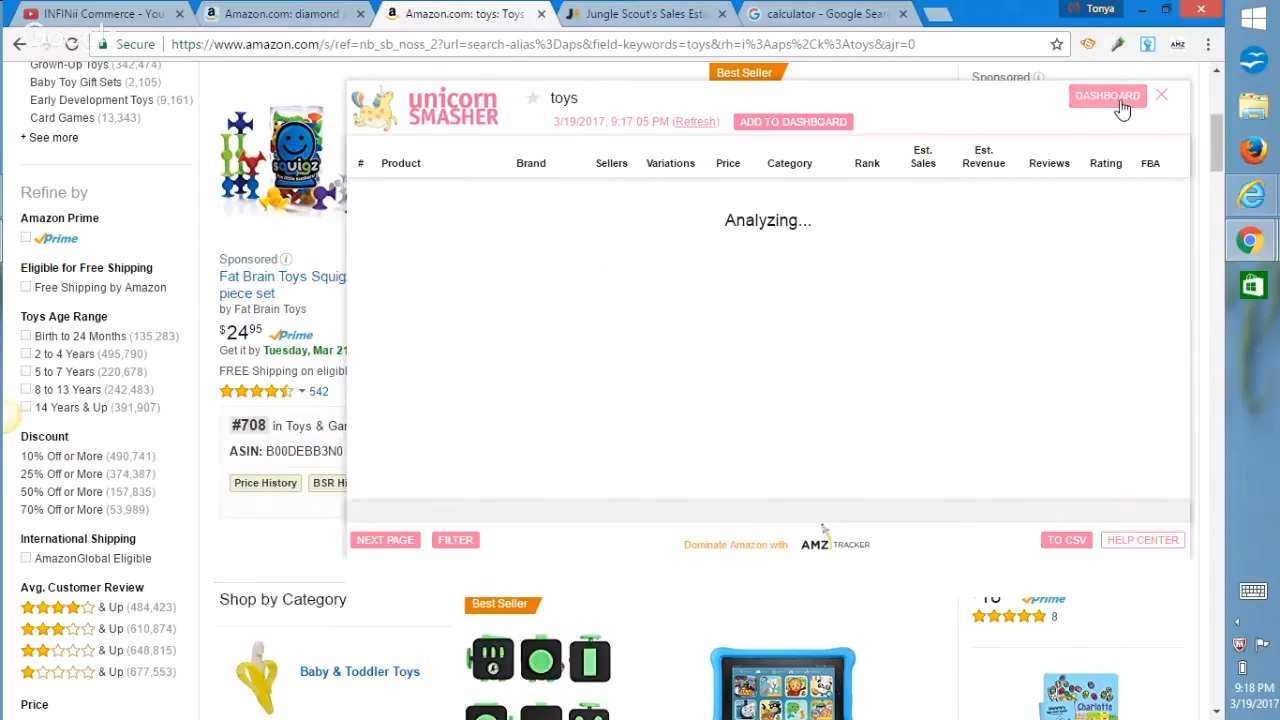 INFINii Commerce - You
Amazon.com: diamond
Amazon.com: toys: Toys
Jungle Scout's Sales Est
calculator - Google Sear
Tonya
Secure
https://www.amazon.com/s/ref=nb_sb_noss_2?url=search-alias%3Daps&field-keywords=toys&rh=i%3Aaps%2Ck%3Atoys&ajr=0
AMZ
Grown-Up Toys (342,474)
Baby Toy Gift Sets (2,105)
Early Development Toys (9,161)
Card Games (13,343)
+ See more
Refine by
Amazon Prime
Prime
Eligible for Free Shipping
Free Shipping by Amazon
Toys Age Range
Birth to 24 Months (135,283)
2 to 4 Years (495,790)
5 to 7 Years (220,678)
8 to 13 Years (242,483)
14 Years & Up (391,907)
Discount
10% Off or More (490,741)
25% Off or More (374,387)
50% Off or More (157,835)
70% Off or More (53,989)
International Shipping
AmazonGlobal Eligible
Avg. Customer Review
& Up (484,423)
& Up (610,874)
& Up (648,815)
& Up (677,553)
Price
squigz
Sponsored
Fat Brain Toys Squig
piece set
by Fat Brain Toys
$24 95 Prime
Get it by Tuesday, Mar 21
FREE Shipping on eligibl
542
#708 in Toys & Gar
ASIN: B00DEBB3N0
Price History
BSR Hi
Best Seller
Sponsored
unicorn
SMASHER
toys
DASHBOARD
3/19/2017, 9:17:05 PM (Refresh)
ADD TO DASHBOARD
# Product Brand Sellers Variations Price Category Rank Est. Sales Est. Revenue Reviews Rating FBA
Analyzing...
NEXT PAGE
FILTER
Dominate Amazon with
AMZ TRACKER
TO CSV
HELP CENTER
Shop by Category
Baby & Toddler Toys
Best Seller
Prime
8
Charlotte
9:18 PM
3/19/2017